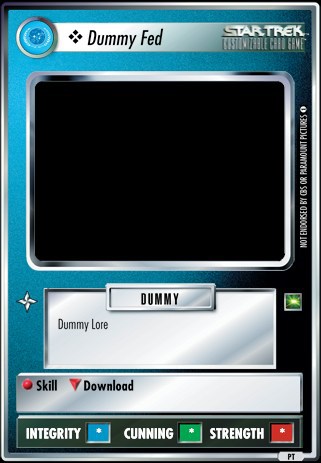 ❖ Dummy Fed
STAR TREK
CUSTOMIZABLE CARD GAME
NOT ENDORSED BY CBS OR PARAMOUNT PICTURES
DUMMY
Dummy Lore
Skill Download
INTEGRITY * CUNNING * STRENGTH *
PT